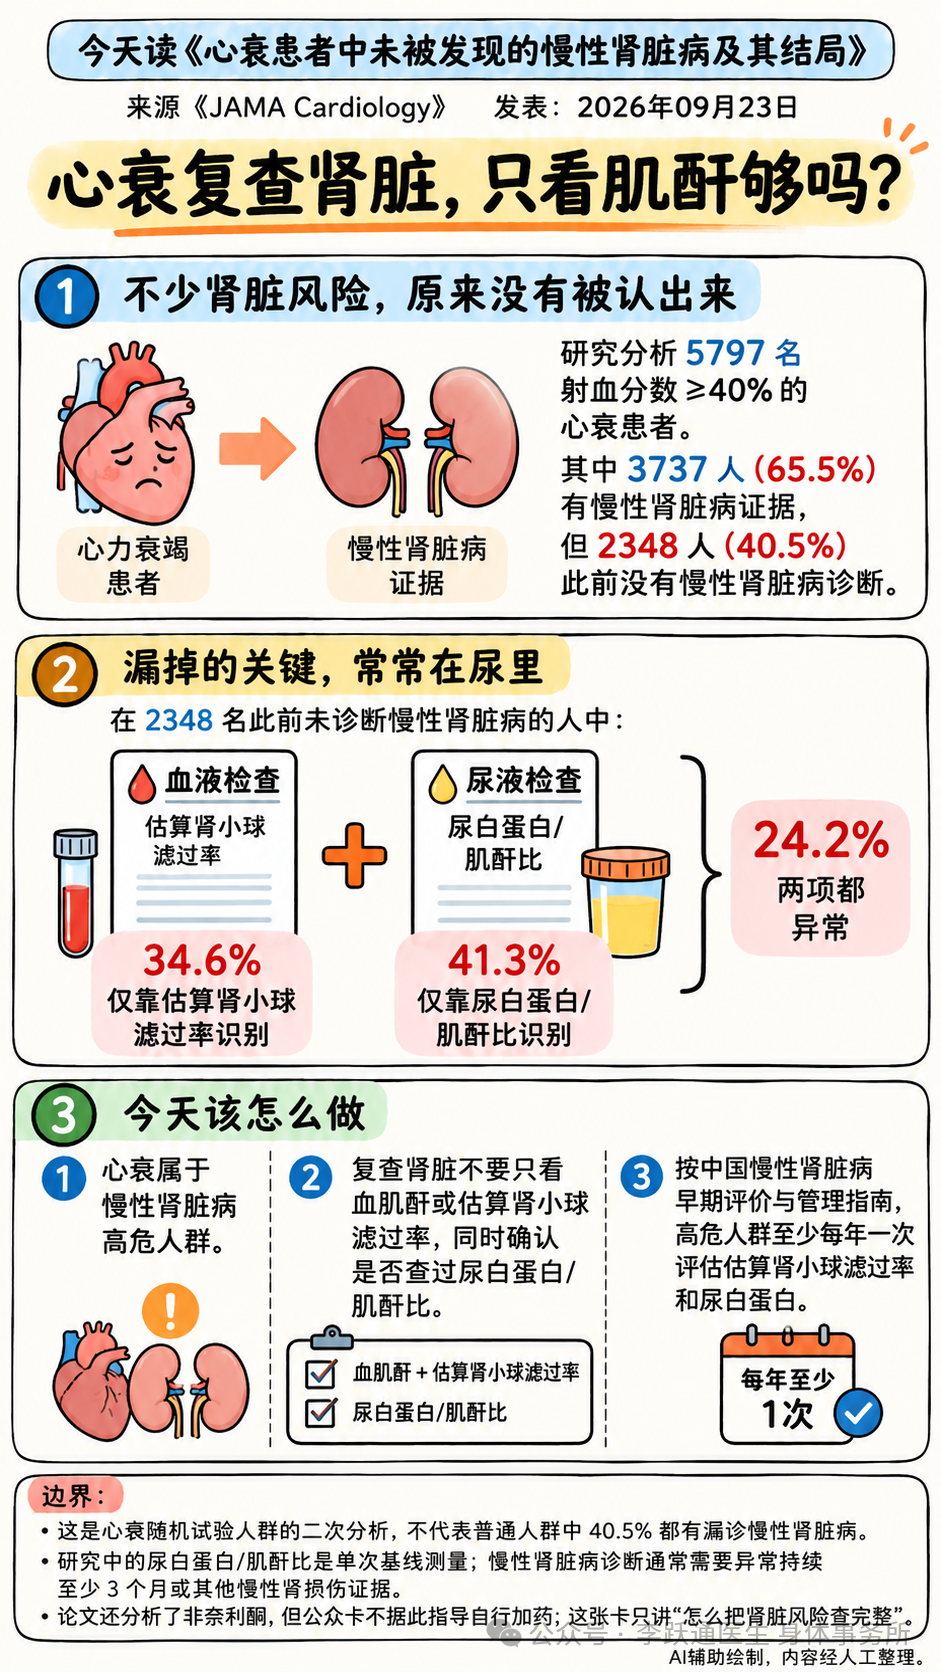 今天读《心衰患者中未被发现的慢性肾脏病及其结局》
来源《JAMA Cardiology》 发表：2026年09月23日
心衰复查肾脏，只看肌酐够吗？
1 不少肾脏风险，原来没有被认出来
心力衰竭
患者
慢性肾脏病
证据
研究分析 5797 名
射血分数 ≥40% 的
心衰患者。
其中 3737 人（65.5%）
有慢性肾脏病证据，
但 2348 人（40.5%）
此前没有慢性肾脏病诊断。
2 漏掉的关键，常常在尿里
在 2348 名此前未诊断慢性肾脏病的人中：
血液检查
估算肾小球
滤过率
34.6%
仅靠估算肾小球
滤过率识别
尿液检查
尿白蛋白/
肌酐比
41.3%
仅靠尿白蛋白/
肌酐比识别
24.2%
两项都
异常
3 今天该怎么做
1 心衰属于
慢性肾脏病
高危人群。
!
2 复查肾脏不要只看
血肌酐或估算肾小球
滤过率，同时确认
是否查过尿白蛋白/
肌酐比。
血肌酐＋估算肾小球滤过率
尿白蛋白/肌酐比
3 按中国慢性肾脏病
早期评价与管理指南，
高危人群至少每年一次
评估估算肾小球滤过率
和尿白蛋白。
每年至少
1次
边界：
• 这是心衰随机试验人群的二次分析，不代表普通人群中 40.5% 都有漏诊慢性肾脏病。
• 研究中的尿白蛋白/肌酐比是单次基线测量；慢性肾脏病诊断通常需要异常持续
至少 3 个月或其他慢性肾损伤证据。
• 论文还分析了非奈利酮，但公众卡不据此指导自行加药；这张卡只讲“怎么把肾脏风险查完整”。
公众号 · 李跃通医生 身体事务所
AI辅助绘制，内容经人工整理。